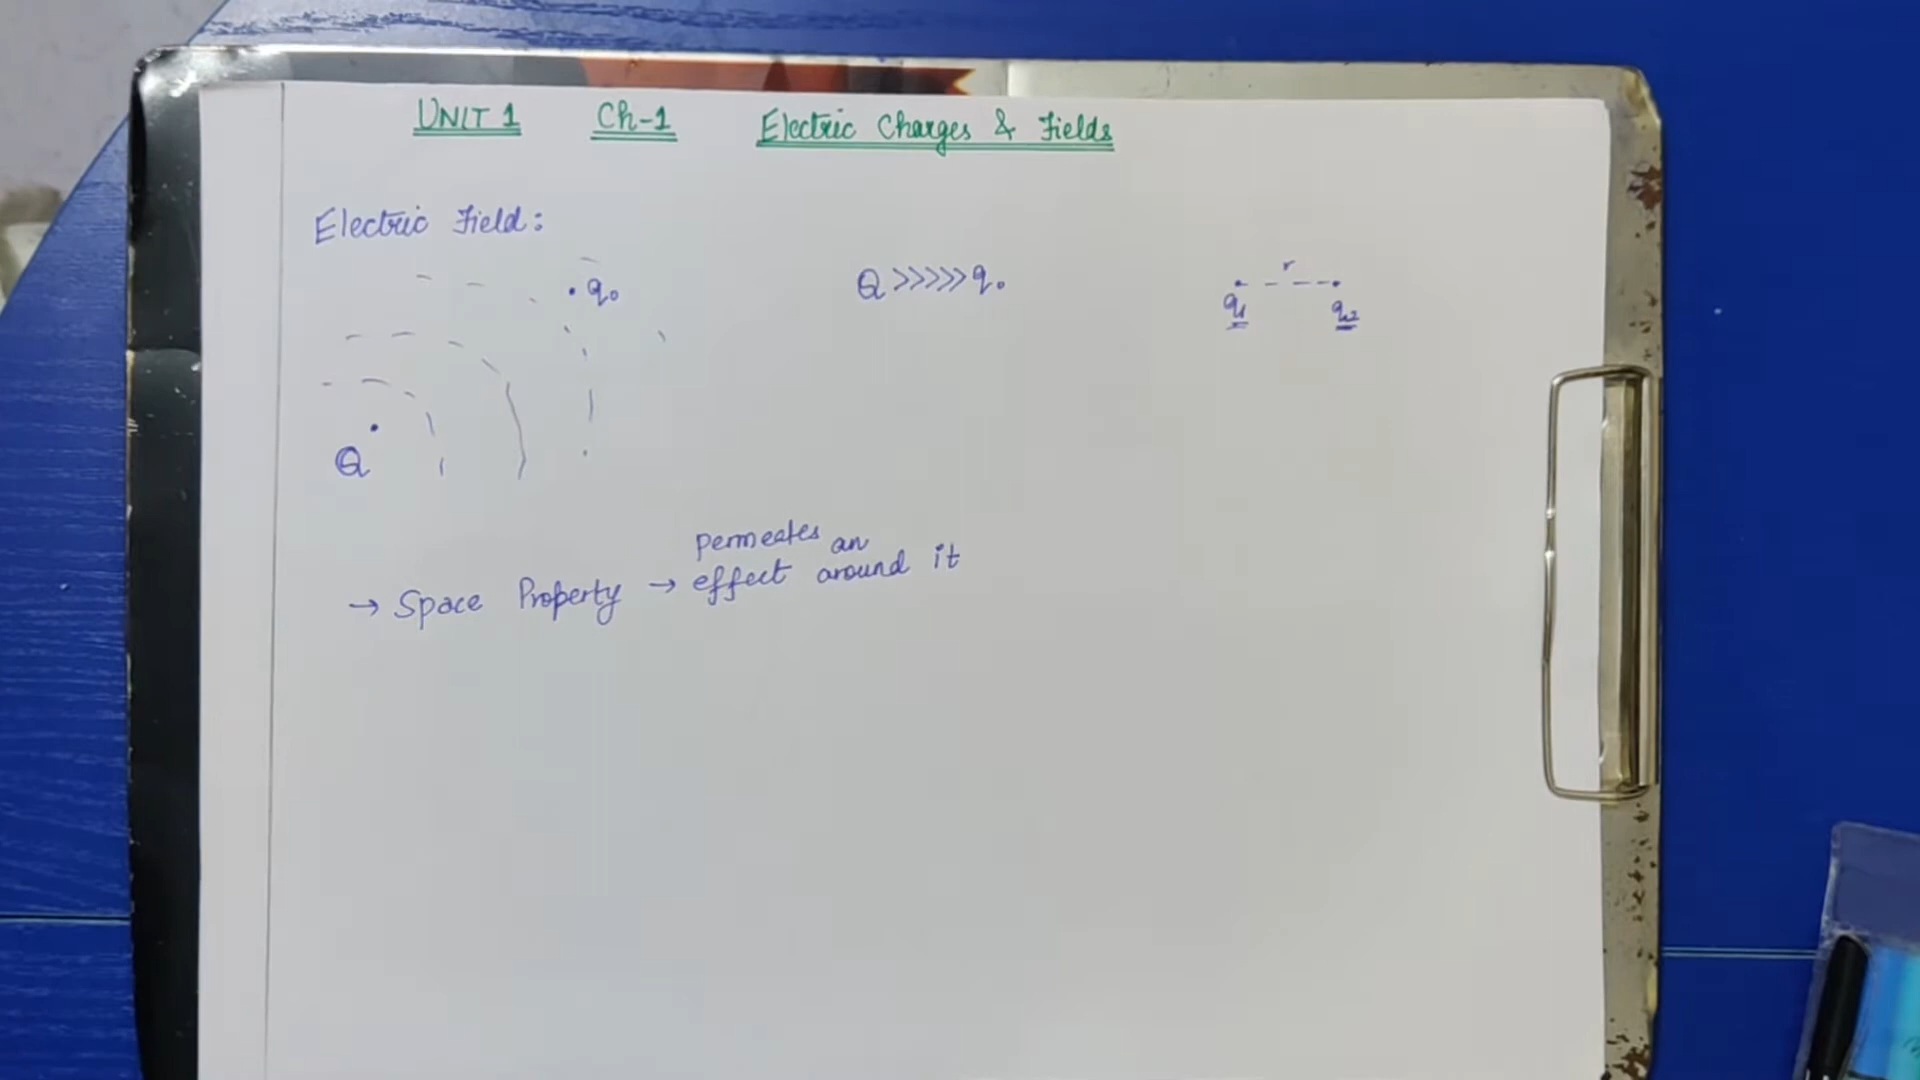 UNIT 1 Ch-1 Electric Charges & Fields
Electric Field:
q₀ Q >>>>> q₀ r
q₁ q₂
Q
permeates an
→ Space Property → effect around it